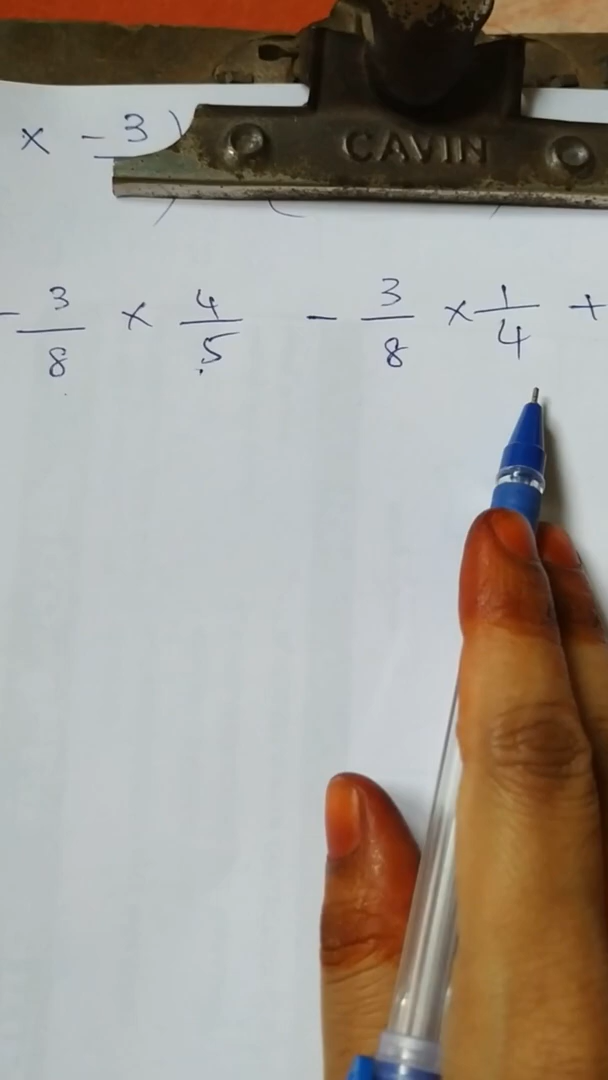 × -3)
CAVIN
- 3/8 × 4/5 - 3/8 × 1/4 +